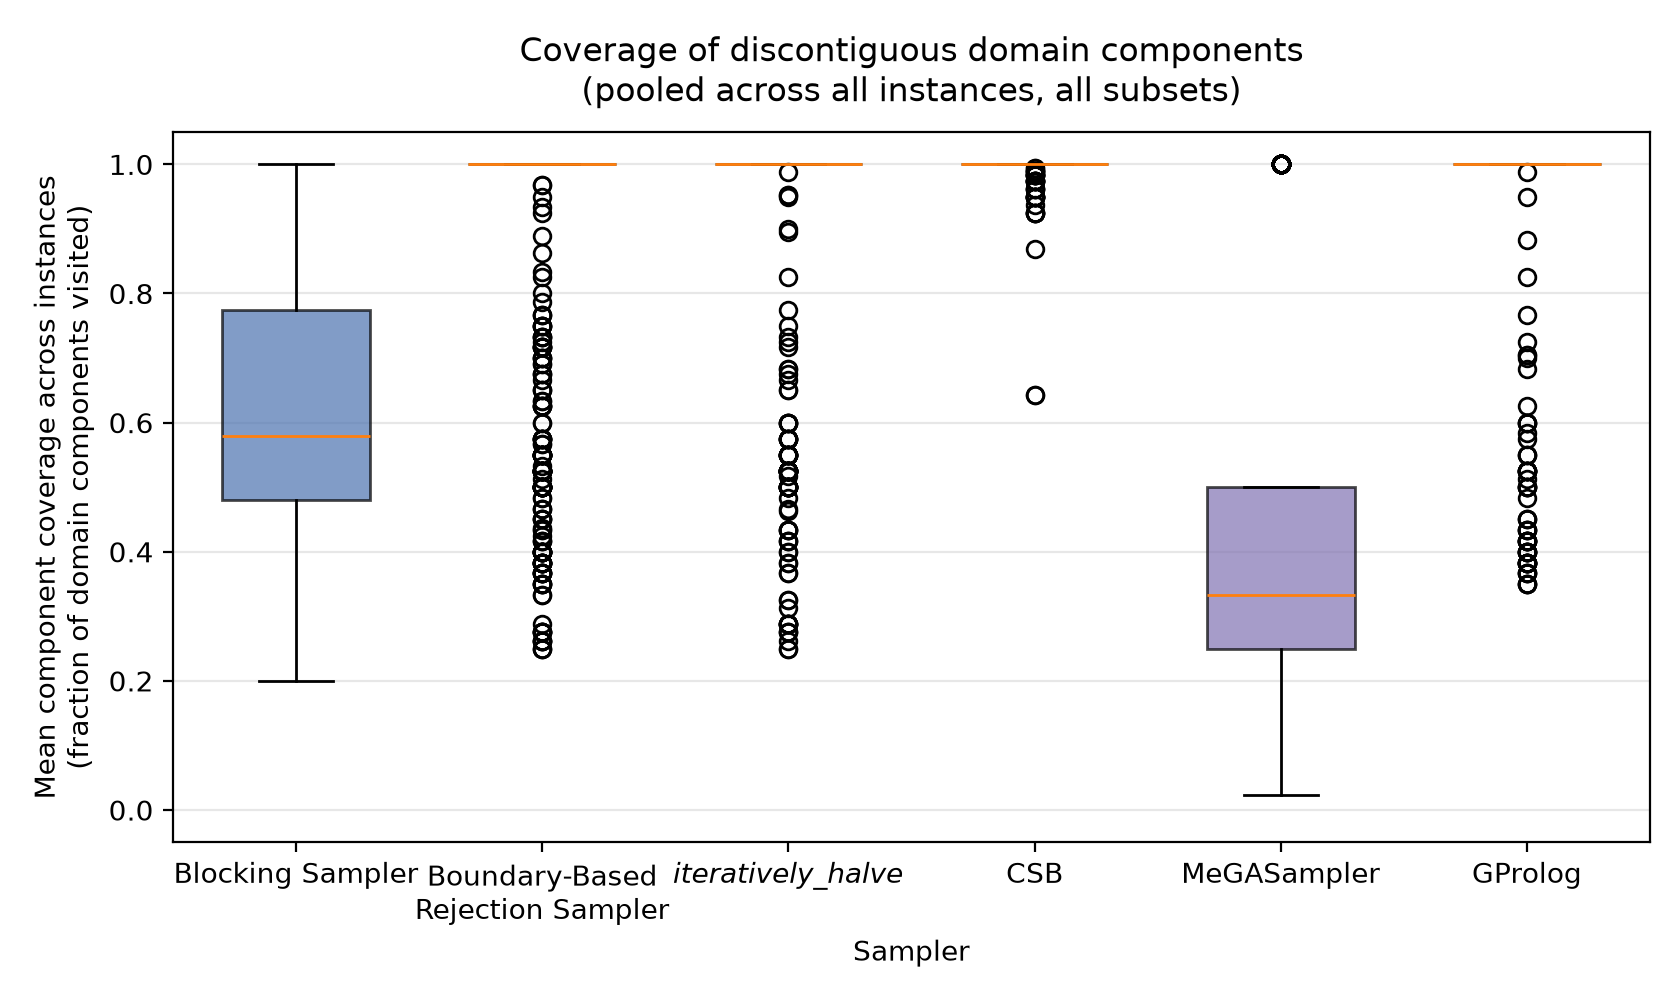 Coverage of discontiguous domain components
(pooled across all instances, all subsets)
Mean component coverage across instances
(fraction of domain components visited)
1.0
0.8
0.6
0.4
0.2
0.0
Blocking Sampler
Boundary-Based
Rejection Sampler
iteratively_halve
CSB
MeGASampler
GProlog
Sampler